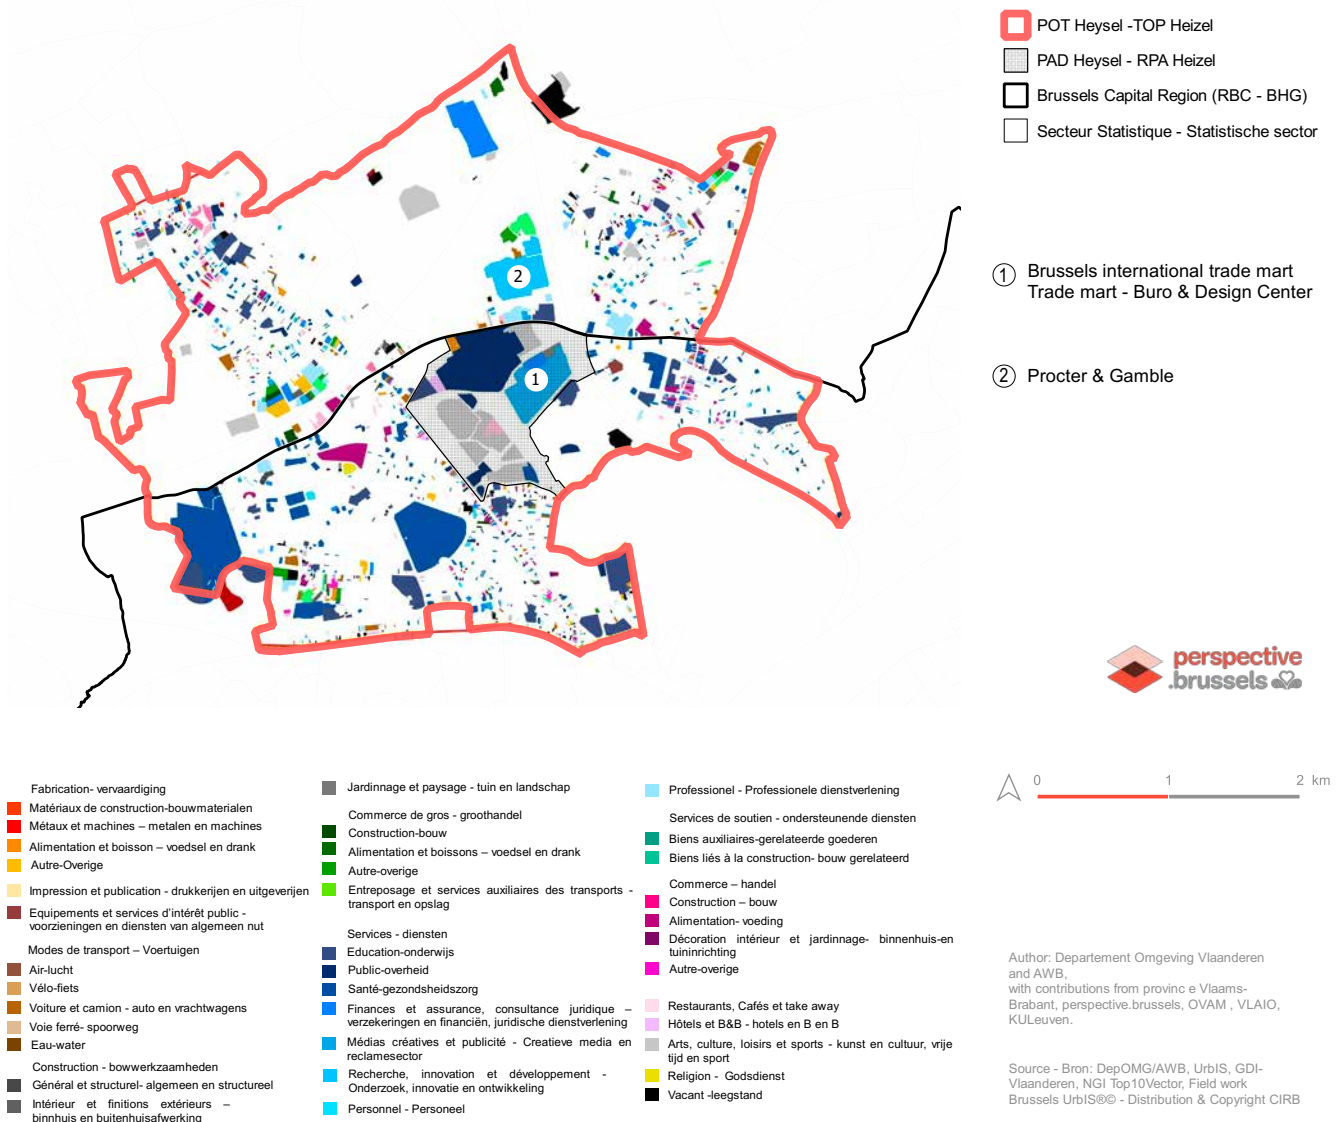 POT Heysel -TOP Heizel
PAD Heysel - RPA Heizel
Brussels Capital Region (RBC - BHG)
Secteur Statistique - Statistische sector
1 Brussels international trade mart
Trade mart - Buro & Design Center
2 Procter & Gamble
2
1
perspective
.brussels
0 1 2 km
Fabrication- vervaardiging
Matériaux de construction-bouwmaterialen
Métaux et machines – metalen en machines
Alimentation et boisson – voedsel en drank
Autre-Overige
Impression et publication - drukkerijen en uitgeverijen
Equipements et services d'intérêt public -
voorzieningen en diensten van algemeen nut
Modes de transport – Voertuigen
Air-lucht
Vélo-fiets
Voiture et camion - auto en vrachtwagens
Voie ferré- spoorweg
Eau-water
Construction - bowwerkzaamheden
Général et structurel- algemeen en structureel
Intérieur et finitions extérieurs –
binnhuis en buitenhuisafwerking
Jardinnage et paysage - tuin en landschap
Commerce de gros - groothandel
Construction-bouw
Alimentation et boissons – voedsel en drank
Autre-overige
Entreposage et services auxiliaires des transports -
transport en opslag
Services - diensten
Education-onderwijs
Public-overheid
Santé-gezondsheidszorg
Finances et assurance, consultance juridique –
verzekeringen en financiën, juridische dienstverlening
Médias créatives et publicité - Creatieve media en
reclamesector
Recherche, innovation et dévelopement -
Onderzoek, innovatie en ontwikkeling
Personnel - Personeel
Professionel - Professionele dienstverlening
Services de soutien - ondersteunende diensten
Biens auxiliaires-gerelateerde goederen
Biens liés à la construction- bouw gerelateerd
Commerce – handel
Construction – bouw
Alimentation- voeding
Décoration intérieur et jardinnage- binnenhuis-en
tuininrichting
Autre-overige
Restaurants, Cafés et take away
Hôtels et B&B - hotels en B en B
Arts, culture, loisirs et sports - kunst en cultuur, vrije
tijd en sport
Religion - Godsdienst
Vacant -leegstand
Author: Departement Omgeving Vlaanderen
and AWB,
with contributions from provinc e Vlaams-
Brabant, perspective.brussels, OVAM , VLAIO,
KULeuven.
Source - Bron: DepOMG/AWB, UrbIS, GDI-
Vlaanderen, NGI Top10Vector, Field work
Brussels UrbIS®© - Distribution & Copyright CIRB